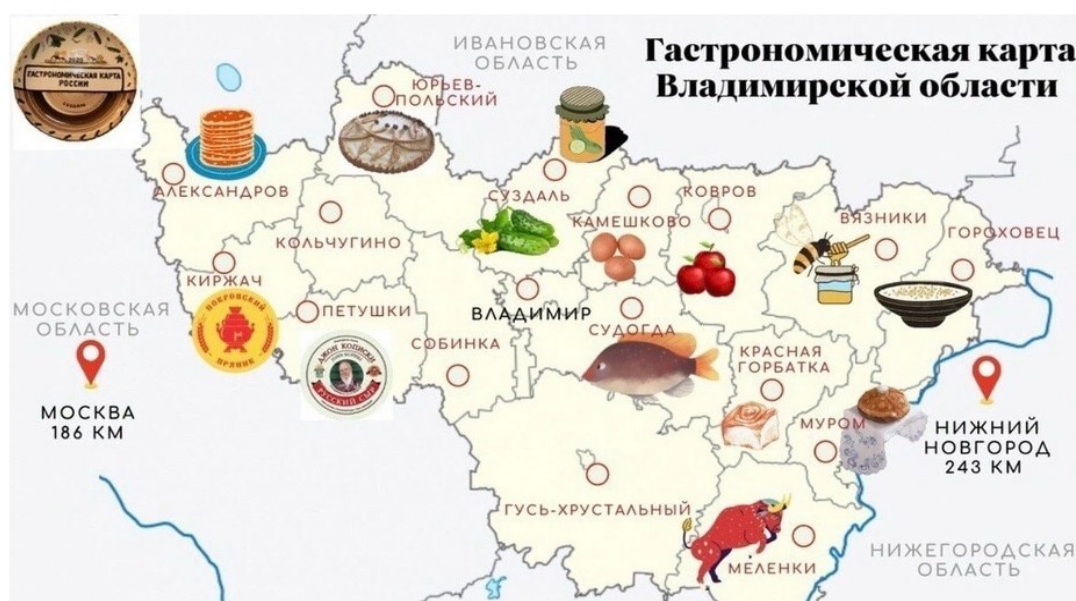 Гастрономическая карта
Владимирской области
2020
ГАСТРОНОМИЧЕСКАЯ КАРТА
РОССИИ
СУЗДАЛЬ
ИВАНОВСКАЯ
ОБЛАСТЬ
ЮРЬЕВ-
ПОЛЬСКИЙ
АЛЕКСАНДРОВ
СУЗДАЛЬ
КОВРОВ
КАМЕШКОВО
ВЯЗНИКИ
ГОРОХОВЕЦ
КОЛЬЧУГИНО
КИРЖАЧ
ПОКРОВСКИЙ
ПРЯНИК
МОСКОВСКАЯ
ОБЛАСТЬ
ПЕТУШКИ
ВЛАДИМИР
СУДОГДА
СОБИНКА
ДЖОН КОПИСКИ
РУССКИЙ СЫР
КРАСНАЯ
ГОРБАТКА
МОСКВА
186 КМ
МУРОМ
НИЖНИЙ
НОВГОРОД
243 КМ
ГУСЬ-ХРУСТАЛЬНЫЙ
МЕЛЕНКИ
НИЖЕГОРОДСКАЯ
ОБЛАСТЬ